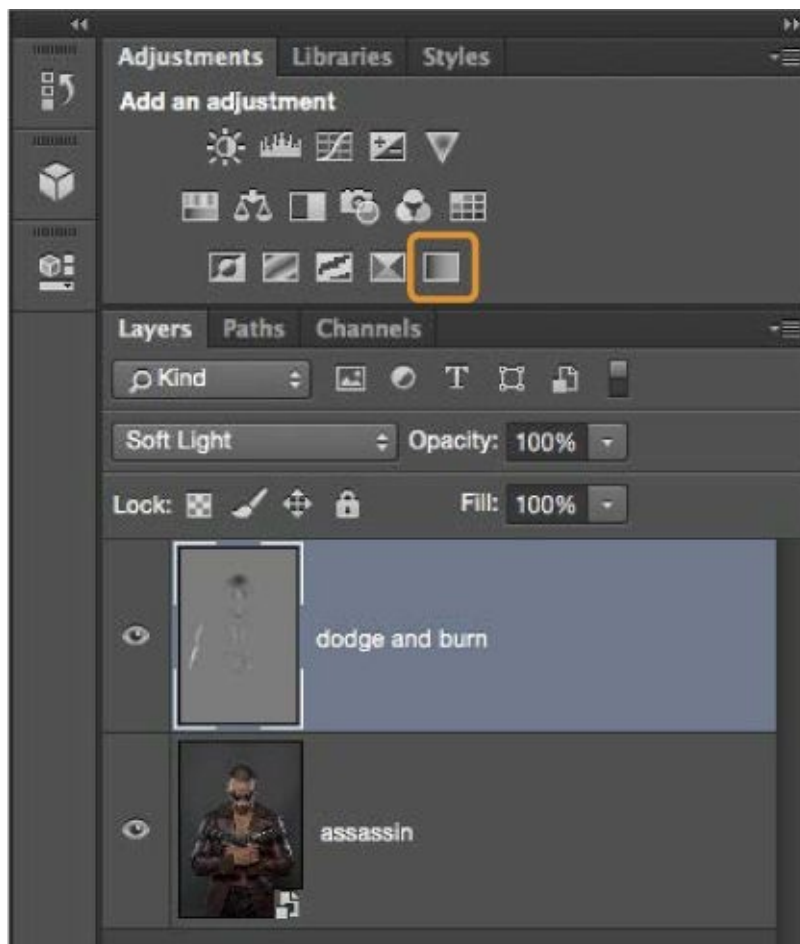 Adjustments Libraries Styles
Add an adjustment
Layers Paths Channels
Kind
Soft Light Opacity: 100%
Lock: Fill: 100%
dodge and burn
assassin